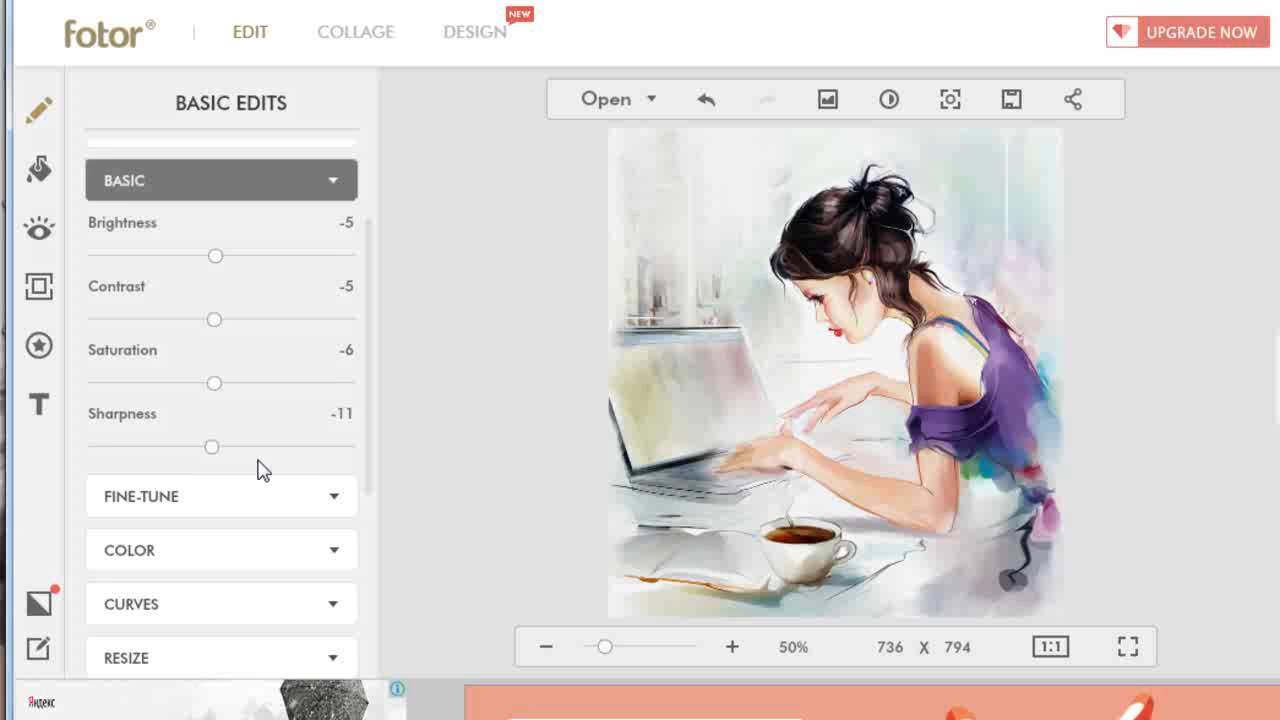 fotor®
EDIT
COLLAGE
DESIGN
NEW
UPGRADE NOW
BASIC EDITS
Open
BASIC
Brightness -5
Contrast -5
Saturation -6
Sharpness -11
FINE-TUNE
COLOR
CURVES
RESIZE
T
50%
736 X 794
1:1
Яндекс